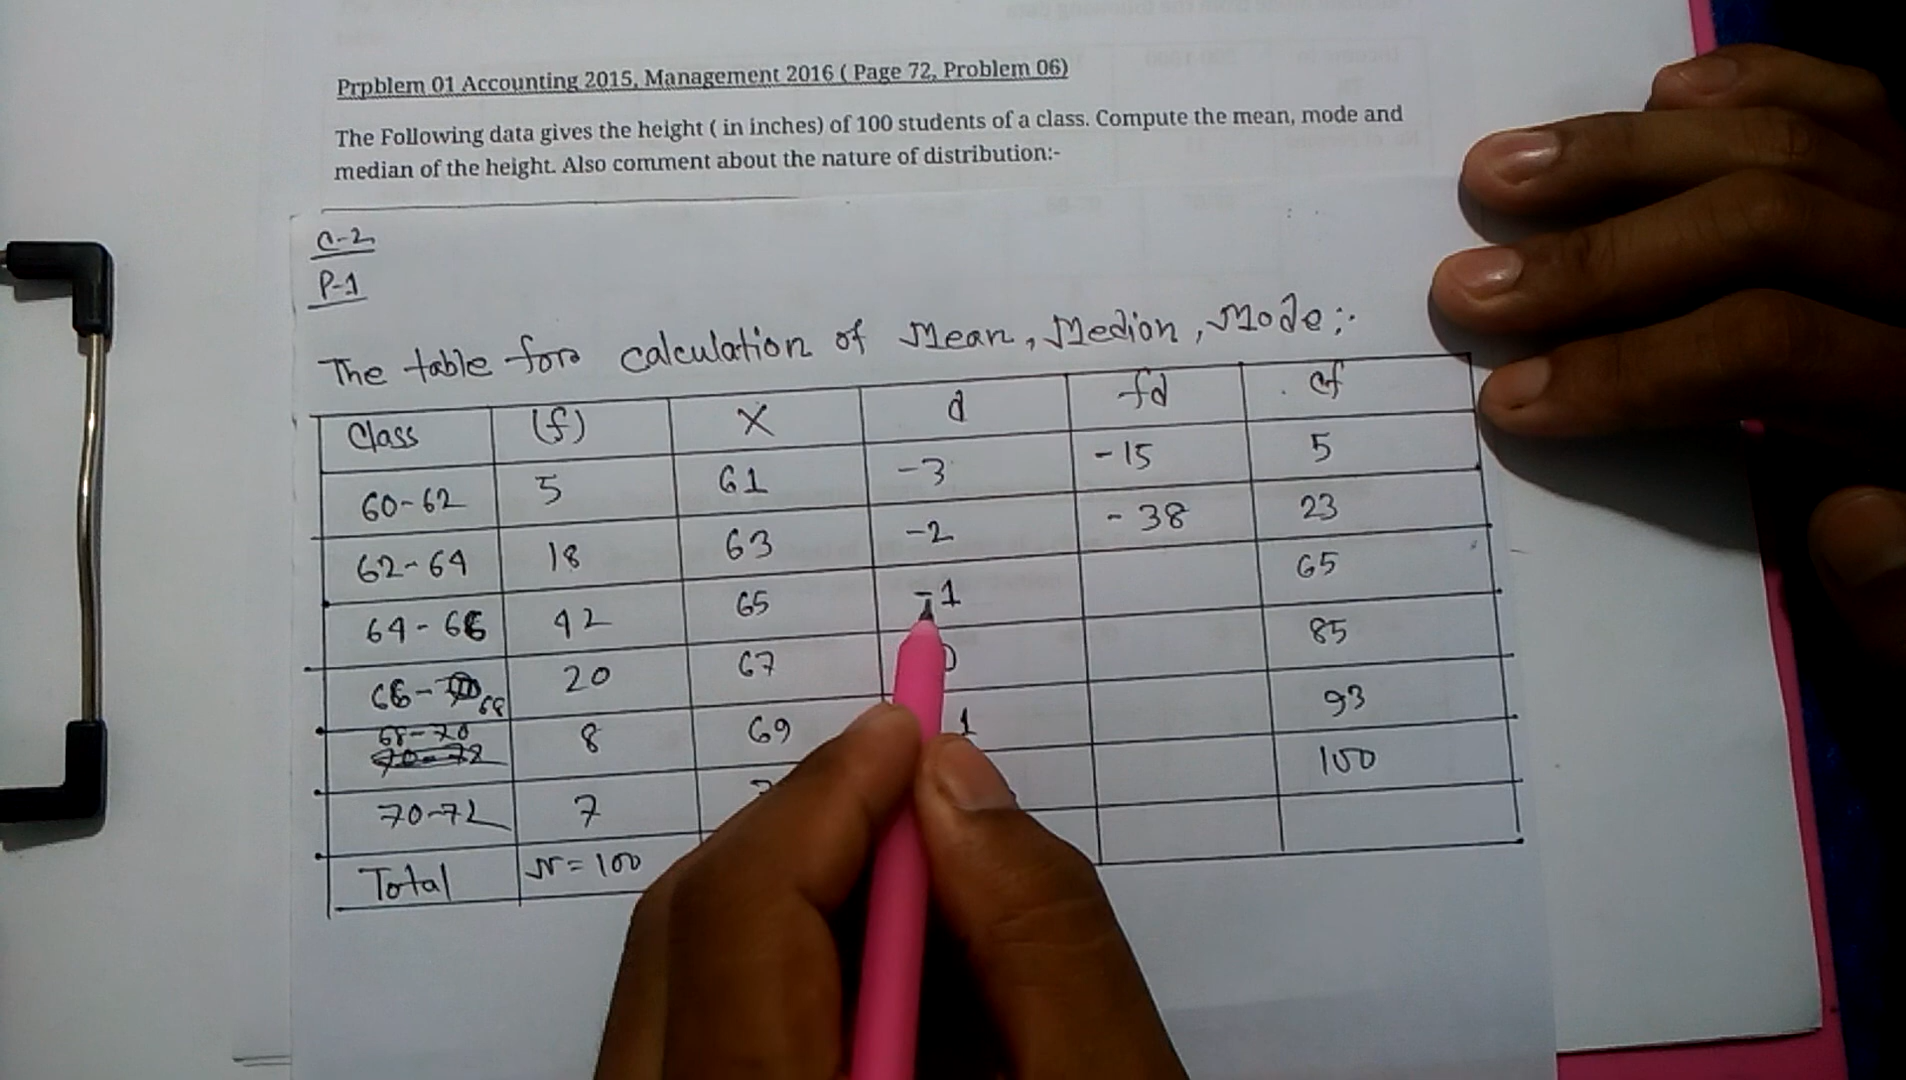 Prpblem 01 Accounting 2015, Management 2016 ( Page 72, Problem 06)
The Following data gives the height ( in inches) of 100 students of a class. Compute the mean, mode and
median of the height. Also comment about the nature of distribution:-
C-2
P-1
The table for calculation of Mean, Median, Mode:-
Class (f) X d fd cf
60-62 5 61 -3 -15 5
62-64 18 63 -2 -38 23
64-66 42 65 -1 65
66-68 20 67 0 85
68-70 8 69 1 93
70-72 7 100
Total N=100